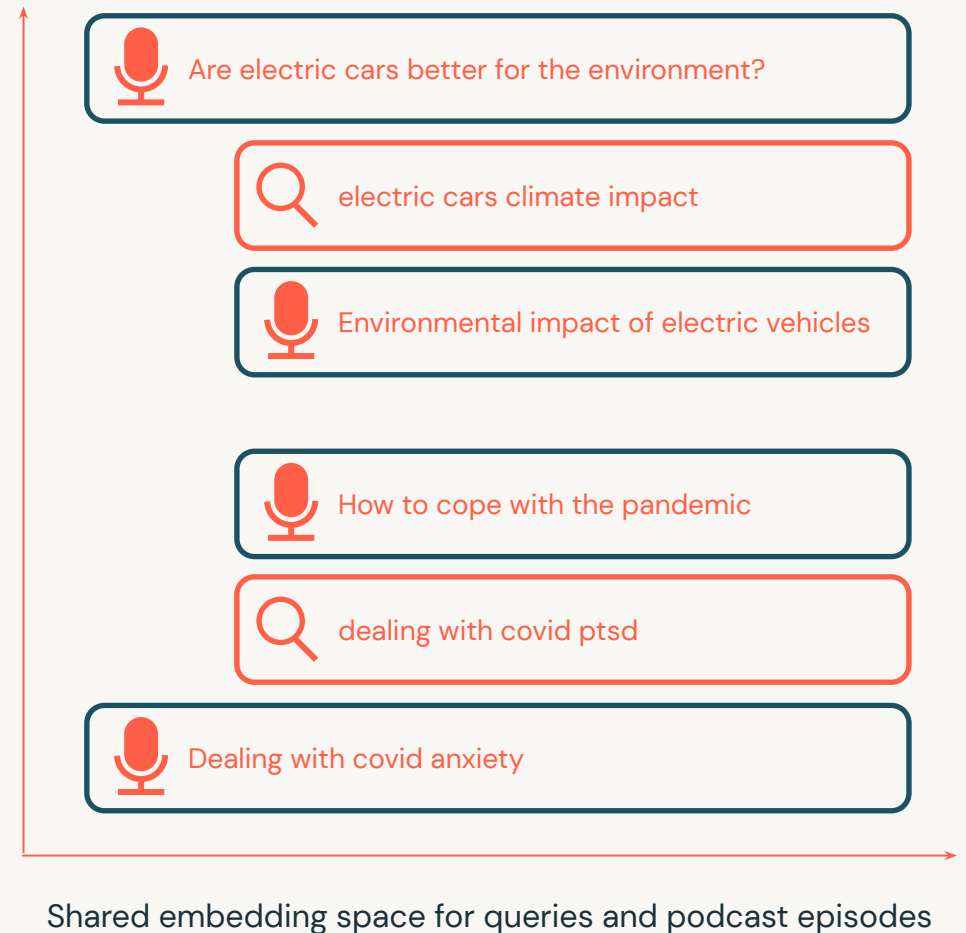 Are electric cars better for the environment?
electric cars climate impact
Environmental impact of electric vehicles
How to cope with the pandemic
dealing with covid ptsd
Dealing with covid anxiety
Shared embedding space for queries and podcast episodes